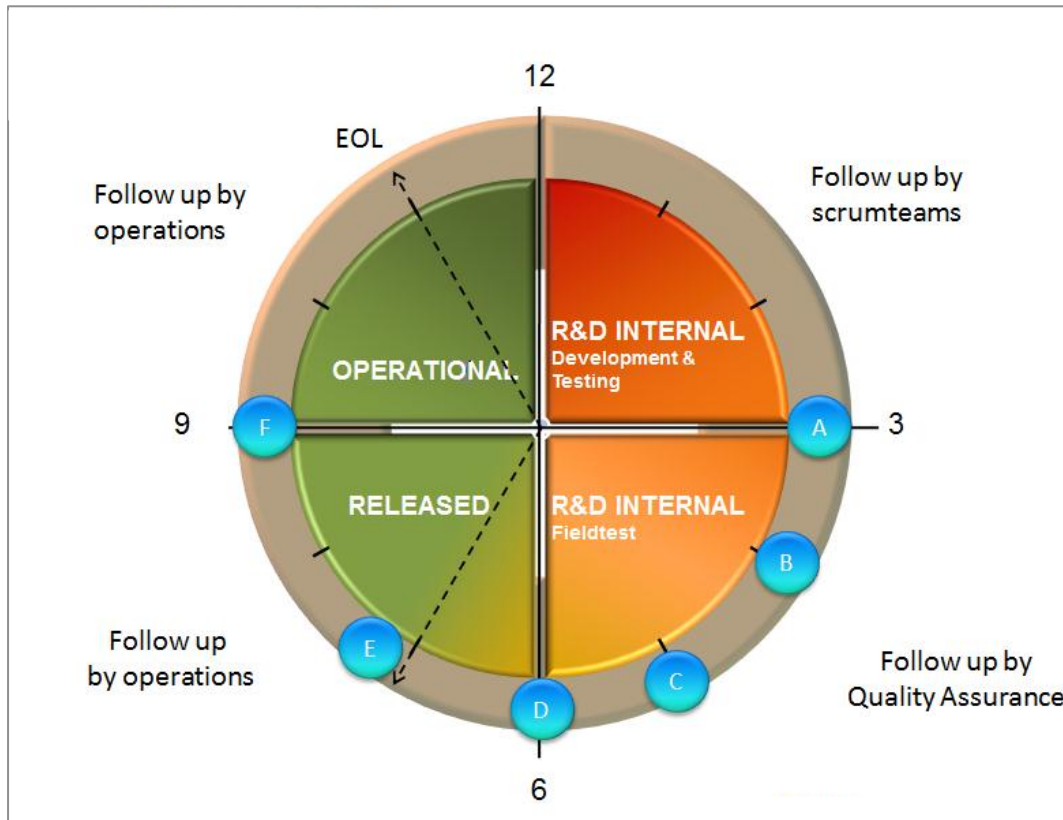 12
EOL
Follow up by
operations
Follow up by
scrumteams
OPERATIONAL
R&D INTERNAL
Development &
Testing
9
F
A
3
RELEASED
R&D INTERNAL
Fieldtest
B
Follow up
by operations
E
C
D
Follow up by
Quality Assurance
6